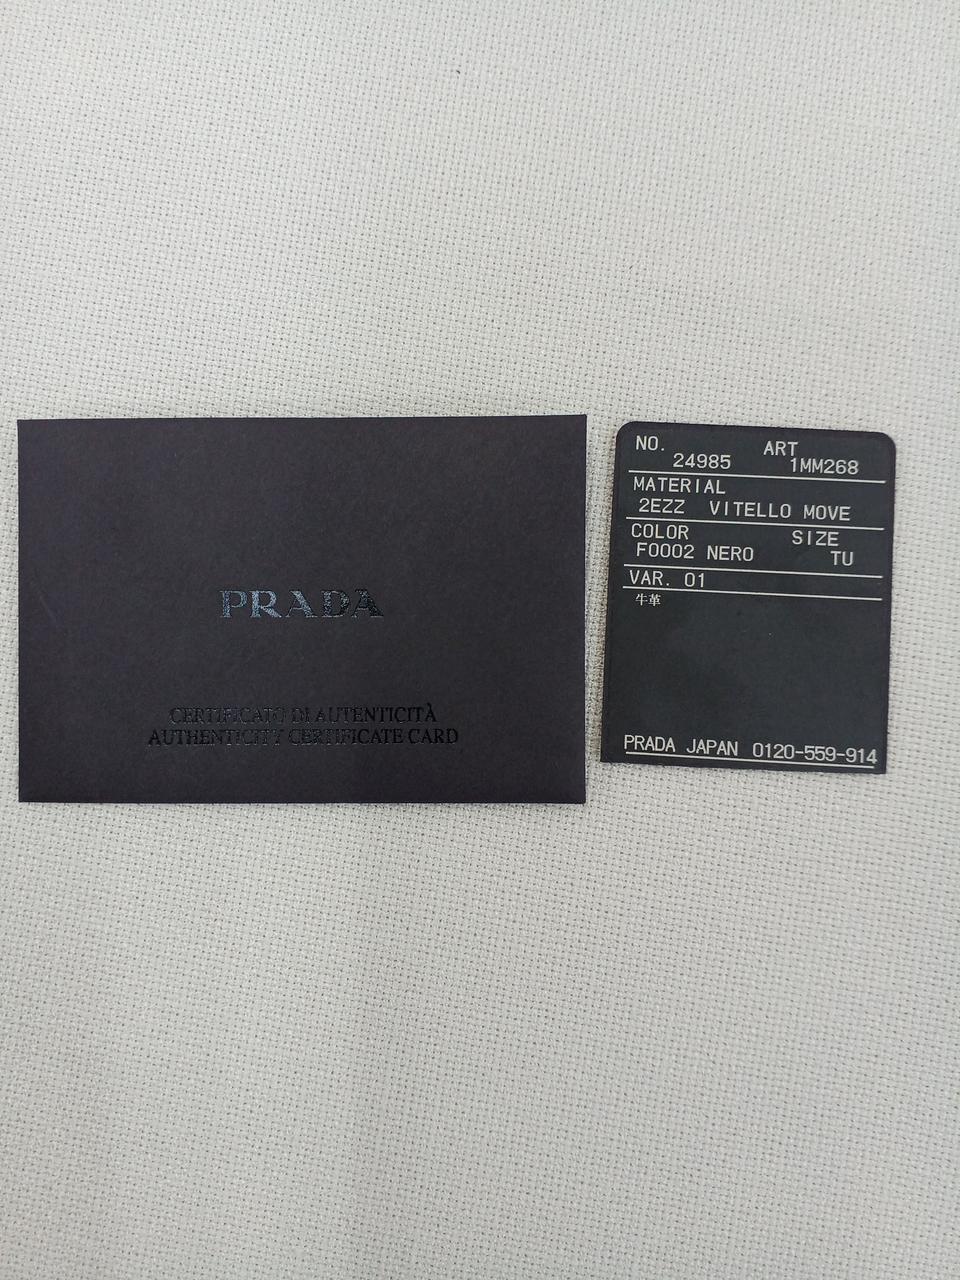 PRADA
CERTIFICATO DI AUTENTICITÀ
AUTHENTICITY CERTIFICATE CARD
NO. ART
24985 1MM268
MATERIAL
2EZZ VITELLO MOVE
COLOR SIZE
F0002 NERO TU
VAR. 01
牛革
PRADA JAPAN 0120-559-914